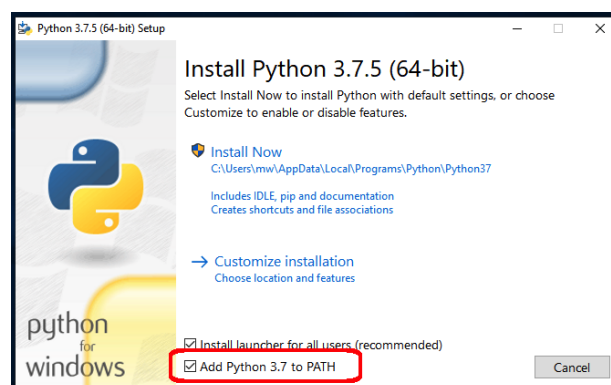 Python 3.7.5 (64-bit) Setup
Install Python 3.7.5 (64-bit)
Select Install Now to install Python with default settings, or choose
Customize to enable or disable features.
Install Now
C:\Users\mw\AppData\Local\Programs\Python\Python37
Includes IDLE, pip and documentation
Creates shortcuts and file associations
Customize installation
Choose location and features
python
for
windows
Install launcher for all users (recommended)
Add Python 3.7 to PATH
Cancel